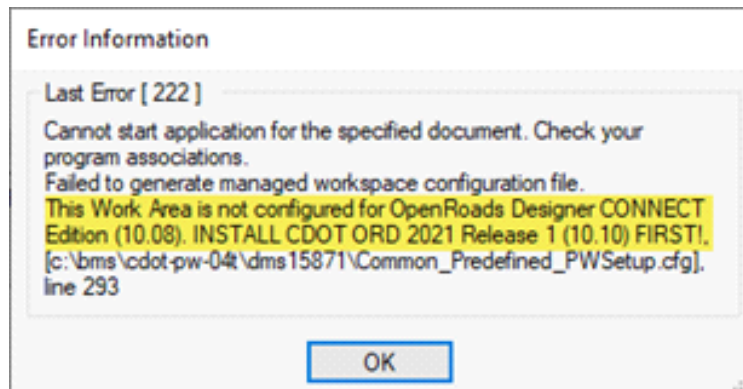 Error Information
Last Error [ 222 ]
Cannot start application for the specified document. Check your
program associations.
Failed to generate managed workspace configuration file.
This Work Area is not configured for OpenRoads Designer CONNECT
Edition (10.08). INSTALL CDOT ORD 2021 Release 1 (10.10) FIRST!,
[c:\bms\cdot-pw-04t\dms15871\Common_Predefined_PWSetup.cfg],
line 293
OK